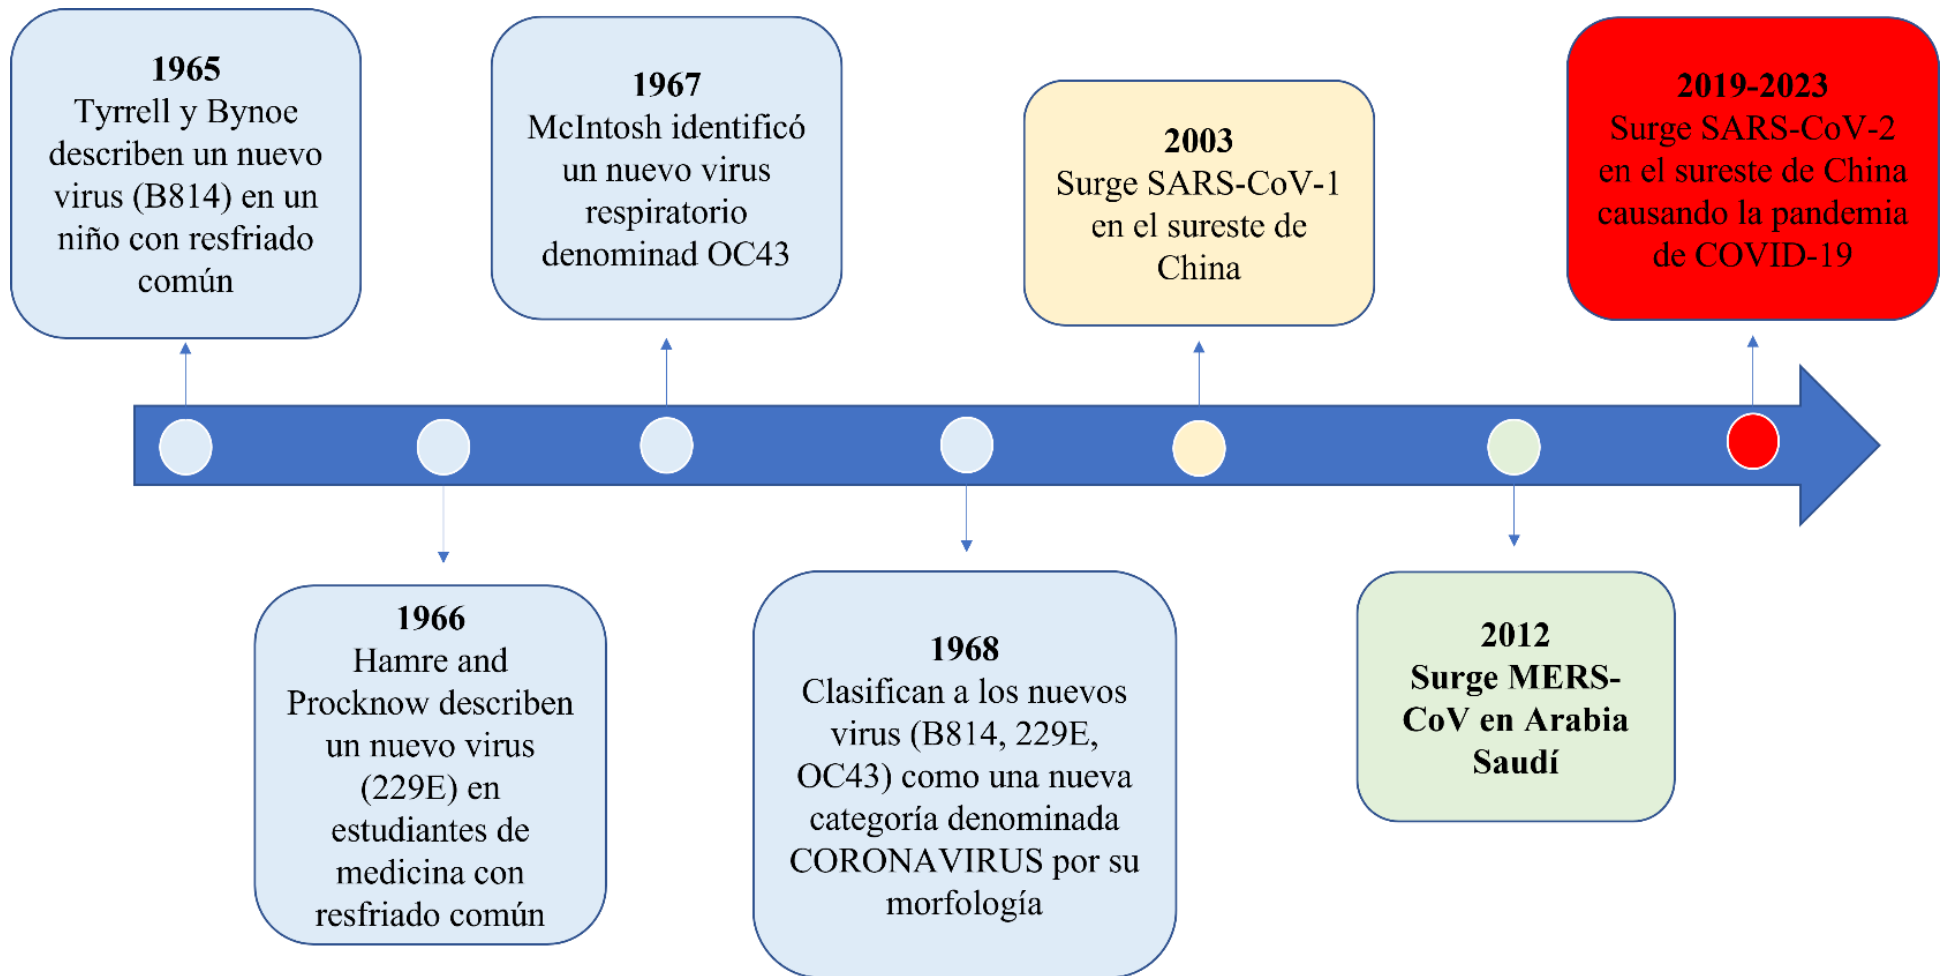 1965
Tyrrell y Bynoe
describen un nuevo
virus (B814) en un
niño con resfriado
común
1966
Hamre and
Procknow describen
un nuevo virus
(229E) en
estudiantes de
medicina con
resfriado común
1967
McIntosh identificó
un nuevo virus
respiratorio
denominad OC43
1968
Clasifican a los nuevos
virus (B814, 229E,
OC43) como una nueva
categoría denominada
CORONAVIRUS por su
morfología
2003
Surge SARS-CoV-1
en el sureste de
China
2012
Surge MERS-
CoV en Arabia
Saudí
2019-2023
Surge SARS-CoV-2
en el sureste de China
causando la pandemia
de COVID-19